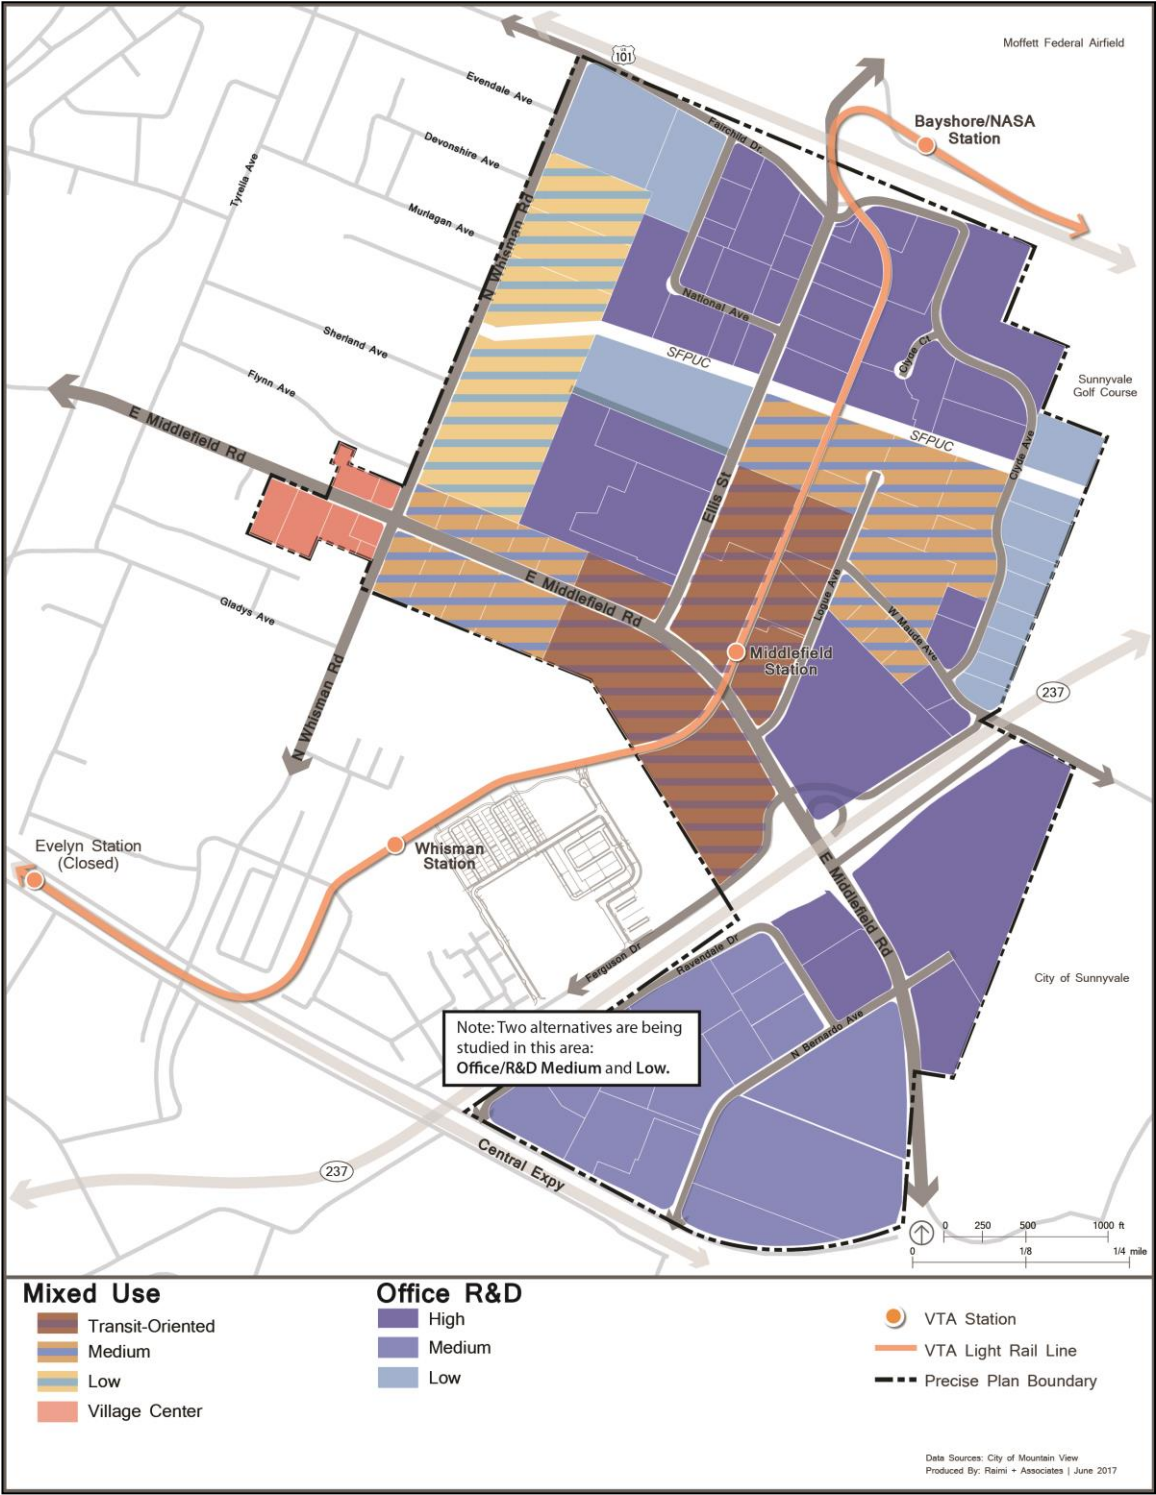 Moffett Federal Airfield
US
101
Evendale Ave
Fairchild Dr.
Bayshore/NASA
Station
Devonshire Ave
Tyrella Ave
Murlagan Ave
N Whisman Rd
National Ave
Sherland Ave
SFPUC
Clyde Ct
Flynn Ave
Sunnyvale
Golf Course
E Middlefield Rd
SFPUC
Clyde Ave
Ellis St
E Middlefield Rd
Logue Ave
W Maude Ave
Gladys Ave
Middlefield
Station
N Whisman Rd
237
Evelyn Station
(Closed)
Whisman
Station
E Middlefield Rd
Ferguson Dr
Ravendale Dr
City of Sunnyvale
Note: Two alternatives are being
studied in this area:
Office/R&D Medium and Low.
N Bernardo Ave
Central Expy
237
0 250 500 1000 ft
0 1/8 1/4 mile
Mixed Use
Transit-Oriented
Medium
Low
Village Center
Office R&D
High
Medium
Low
VTA Station
VTA Light Rail Line
Precise Plan Boundary
Data Sources: City of Mountain View
Produced By: Raimi + Associates | June 2017